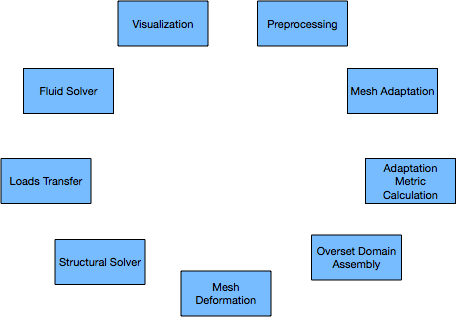 Visualization
Preprocessing
Fluid Solver
Mesh Adaptation
Loads Transfer
Adaptation
Metric
Calculation
Structural Solver
Overset Domain
Assembly
Mesh
Deformation